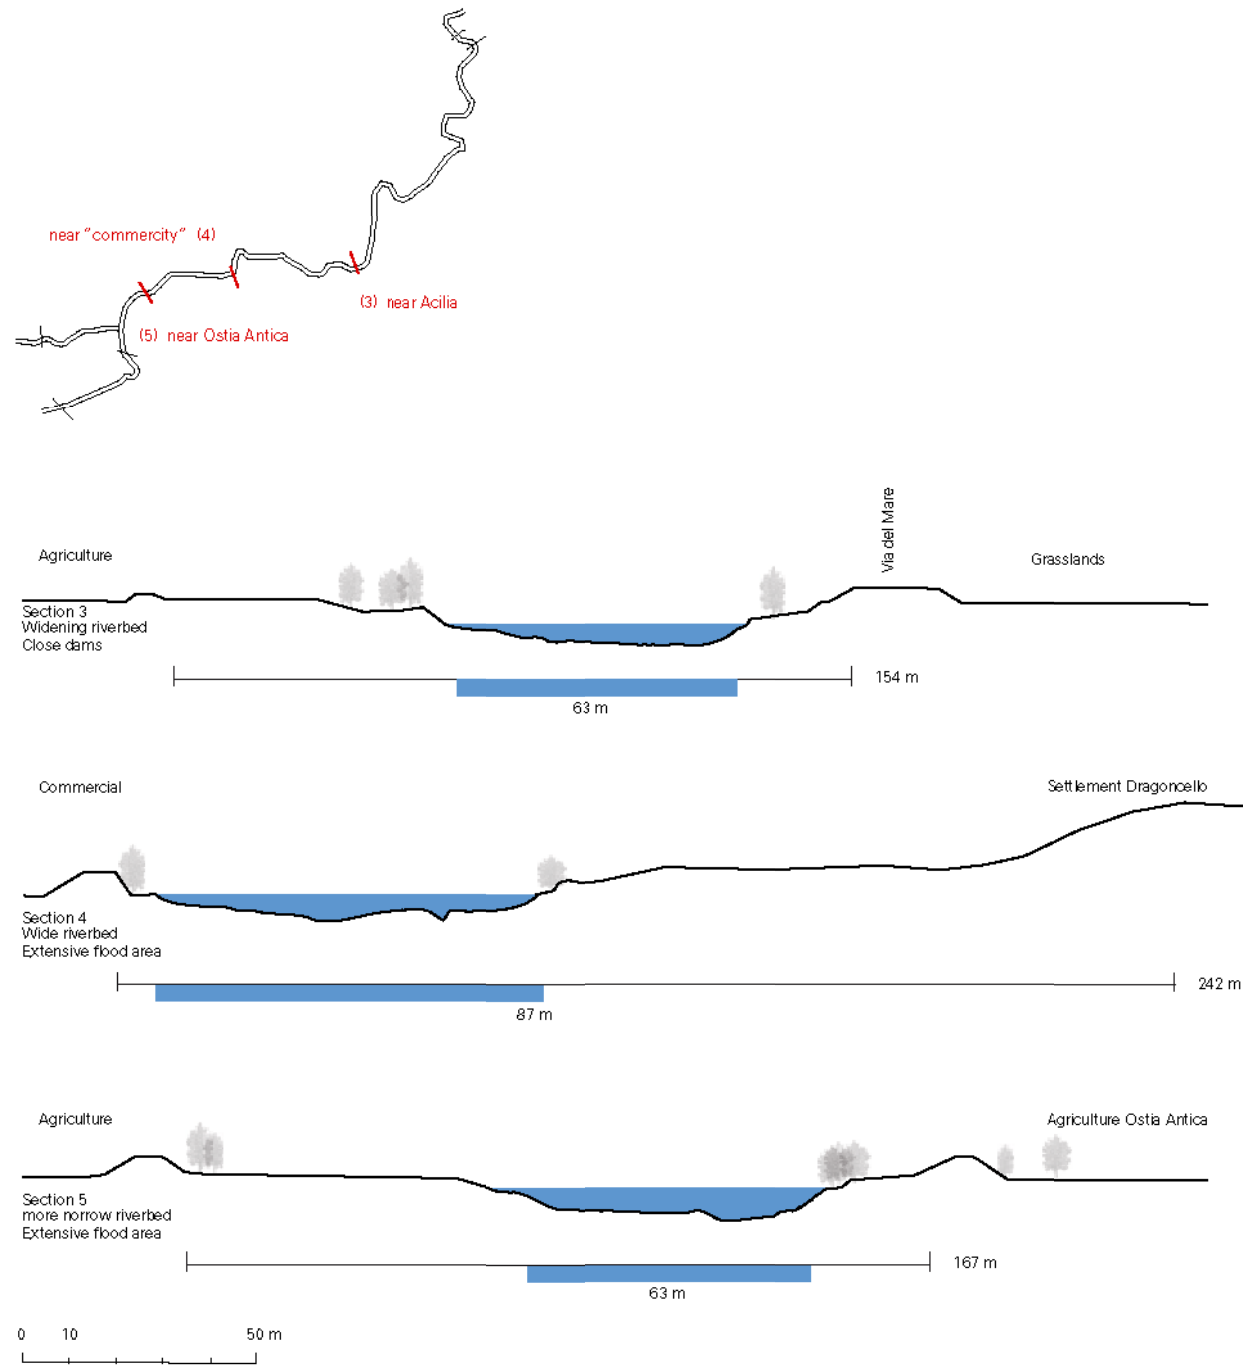 near "commercity" (4)
(3) near Acilia
(5) near Ostia Antica
Via del Mare
Agriculture
Grasslands
Section 3
Widening riverbed
Close dams
154 m
63 m
Commercial
Settlement Dragoncello
Section 4
Wide riverbed
Extensive flood area
242 m
87 m
Agriculture
Agriculture Ostia Antica
Section 5
more norrow riverbed
Extensive flood area
167 m
63 m
0 10 50 m